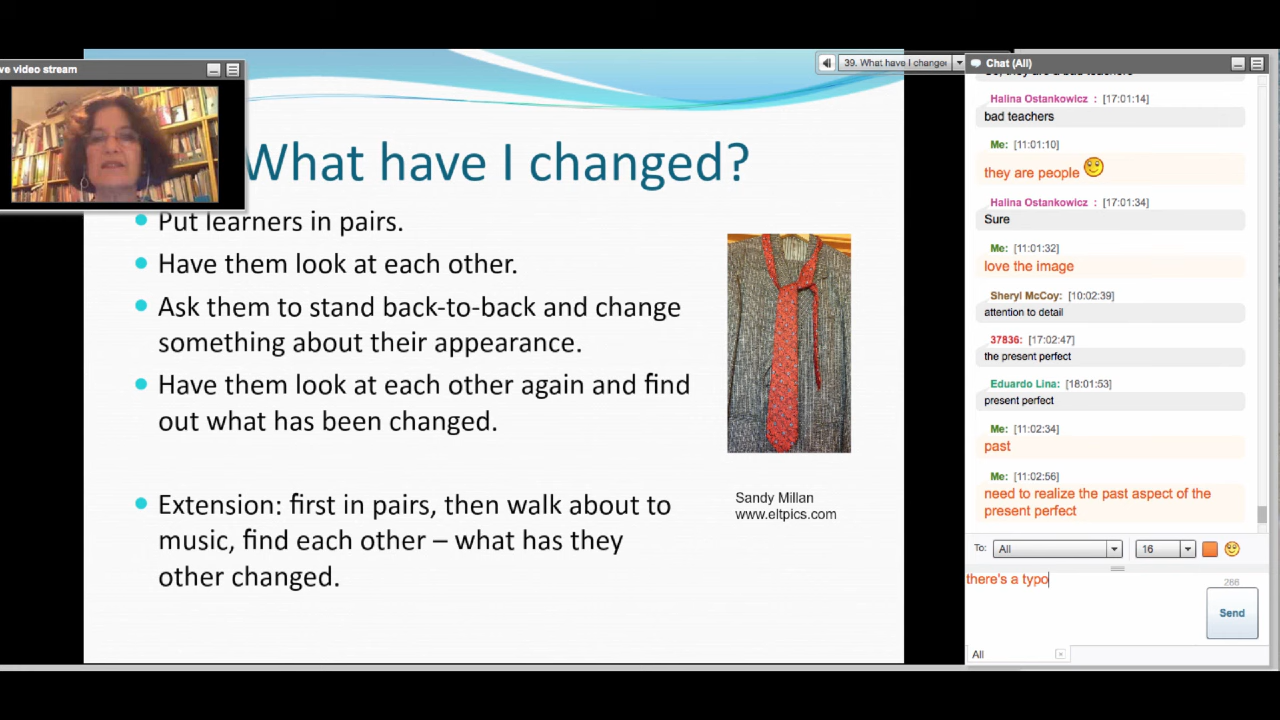 ve video stream
39. What have I change
What have I changed?
Put learners in pairs.
Have them look at each other.
Ask them to stand back-to-back and change
something about their appearance.
Have them look at each other again and find
out what has been changed.
Extension: first in pairs, then walk about to
music, find each other – what has they
other changed.
Sandy Millan
www.eltpics.com
Chat (All)
Halina Ostankowicz : [17:01:14]
bad teachers
Me: [11:01:10]
they are people
Halina Ostankowicz : [17:01:34]
Sure
Me: [11:01:32]
love the image
Sheryl McCoy: [10:02:39]
attention to detail
37836: [17:02:47]
the present perfect
Eduardo Lina: [18:01:53]
present perfect
Me: [11:02:34]
past
Me: [11:02:56]
need to realize the past aspect of the
present perfect
To: All 16
there's a typo
288
Send
All